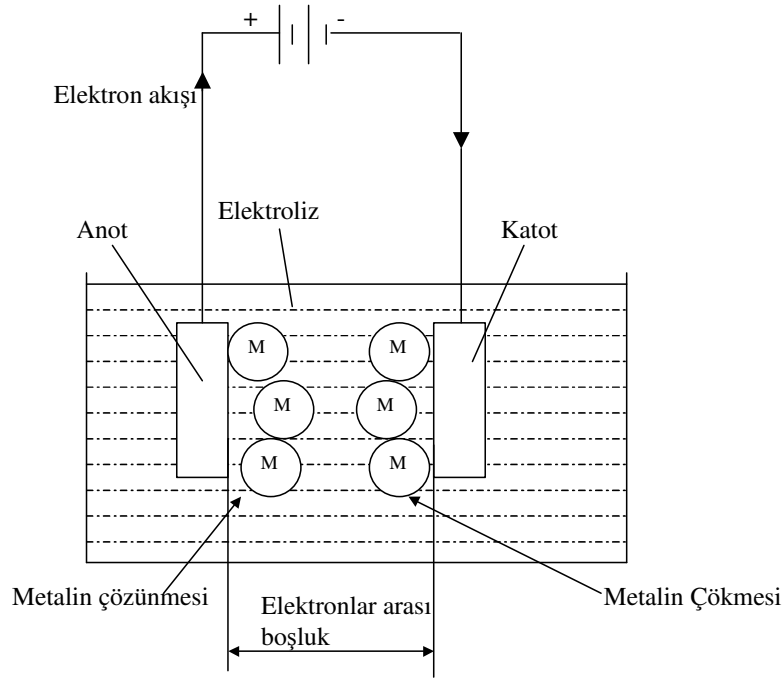 + -
Elektron akışı
Elektroliz
Anot
Katot
M
M
M
M
M
M
Metalin çözünmesi
Elektronlar arası
boşluk
Metalin Çökmesi